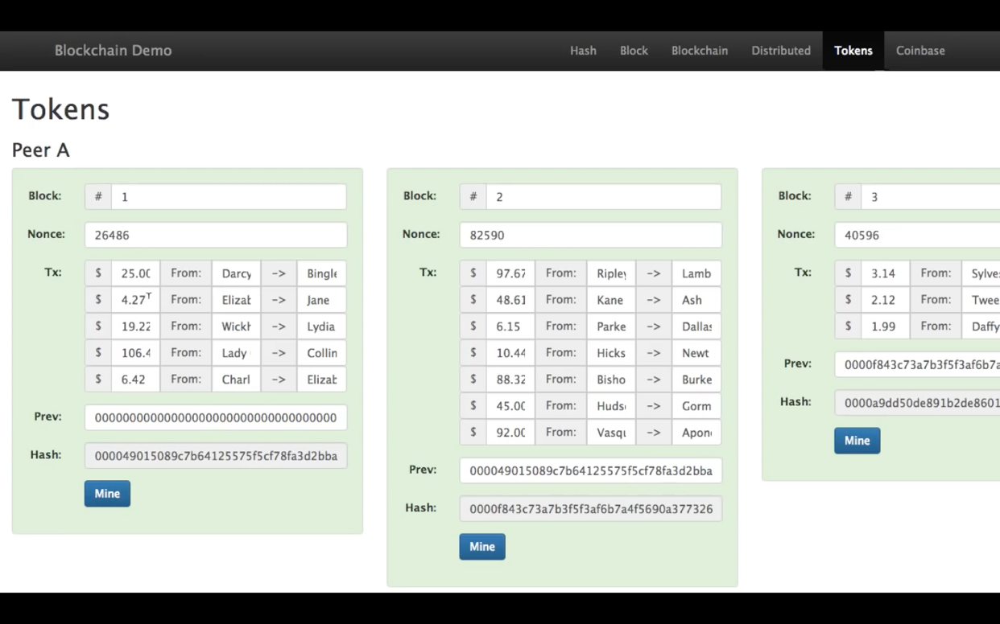 Blockchain Demo Hash Block Blockchain Distributed Tokens Coinbase
Tokens
Peer A
Block: # 1
Nonce: 26486
Tx: $ 25.00 From: Darcy -> Bingle
$ 4.27 From: Elizab -> Jane
$ 19.22 From: Wickh -> Lydia
$ 106.4 From: Lady -> Collin
$ 6.42 From: Charl -> Elizab
Prev: 0000000000000000000000000000000000
Hash: 000049015089c7b64125575f5cf78fa3d2bba
Mine
Block: # 2
Nonce: 82590
Tx: $ 97.67 From: Ripley -> Lamb
$ 48.61 From: Kane -> Ash
$ 6.15 From: Parke -> Dallas
$ 10.44 From: Hicks -> Newt
$ 88.32 From: Bisho -> Burke
$ 45.00 From: Huds -> Gorm
$ 92.00 From: Vasqu -> Apon
Prev: 000049015089c7b64125575f5cf78fa3d2bba
Hash: 0000f843c73a7b3f5f3af6b7a4f5690a377326
Mine
Block: # 3
Nonce: 40596
Tx: $ 3.14 From: Sylve
$ 2.12 From: Twee
$ 1.99 From: Daffy
Prev: 0000f843c73a7b3f5f3af6b7a
Hash: 0000a9dd50de891b2de8601
Mine